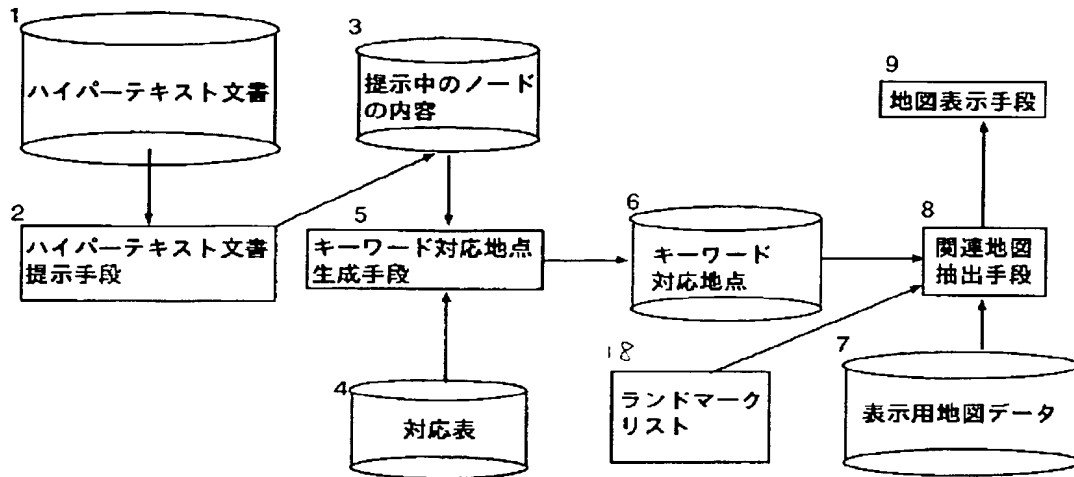 1
ハイパーテキスト文書
2
ハイパーテキスト文書
提示手段
3
提示中のノード
の内容
4
対応表
5
キーワード対応地点
生成手段
6
キーワード
対応地点
18
ランドマーク
リスト
7
表示用地図データ
8
関連地図
抽出手段
9
地図表示手段